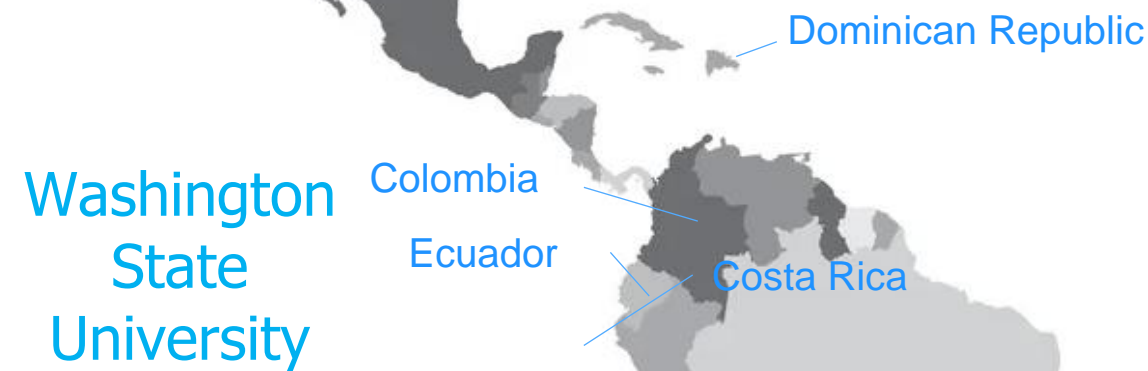 Dominican Republic
Colombia
Washington
State
University
Ecuador
Costa Rica